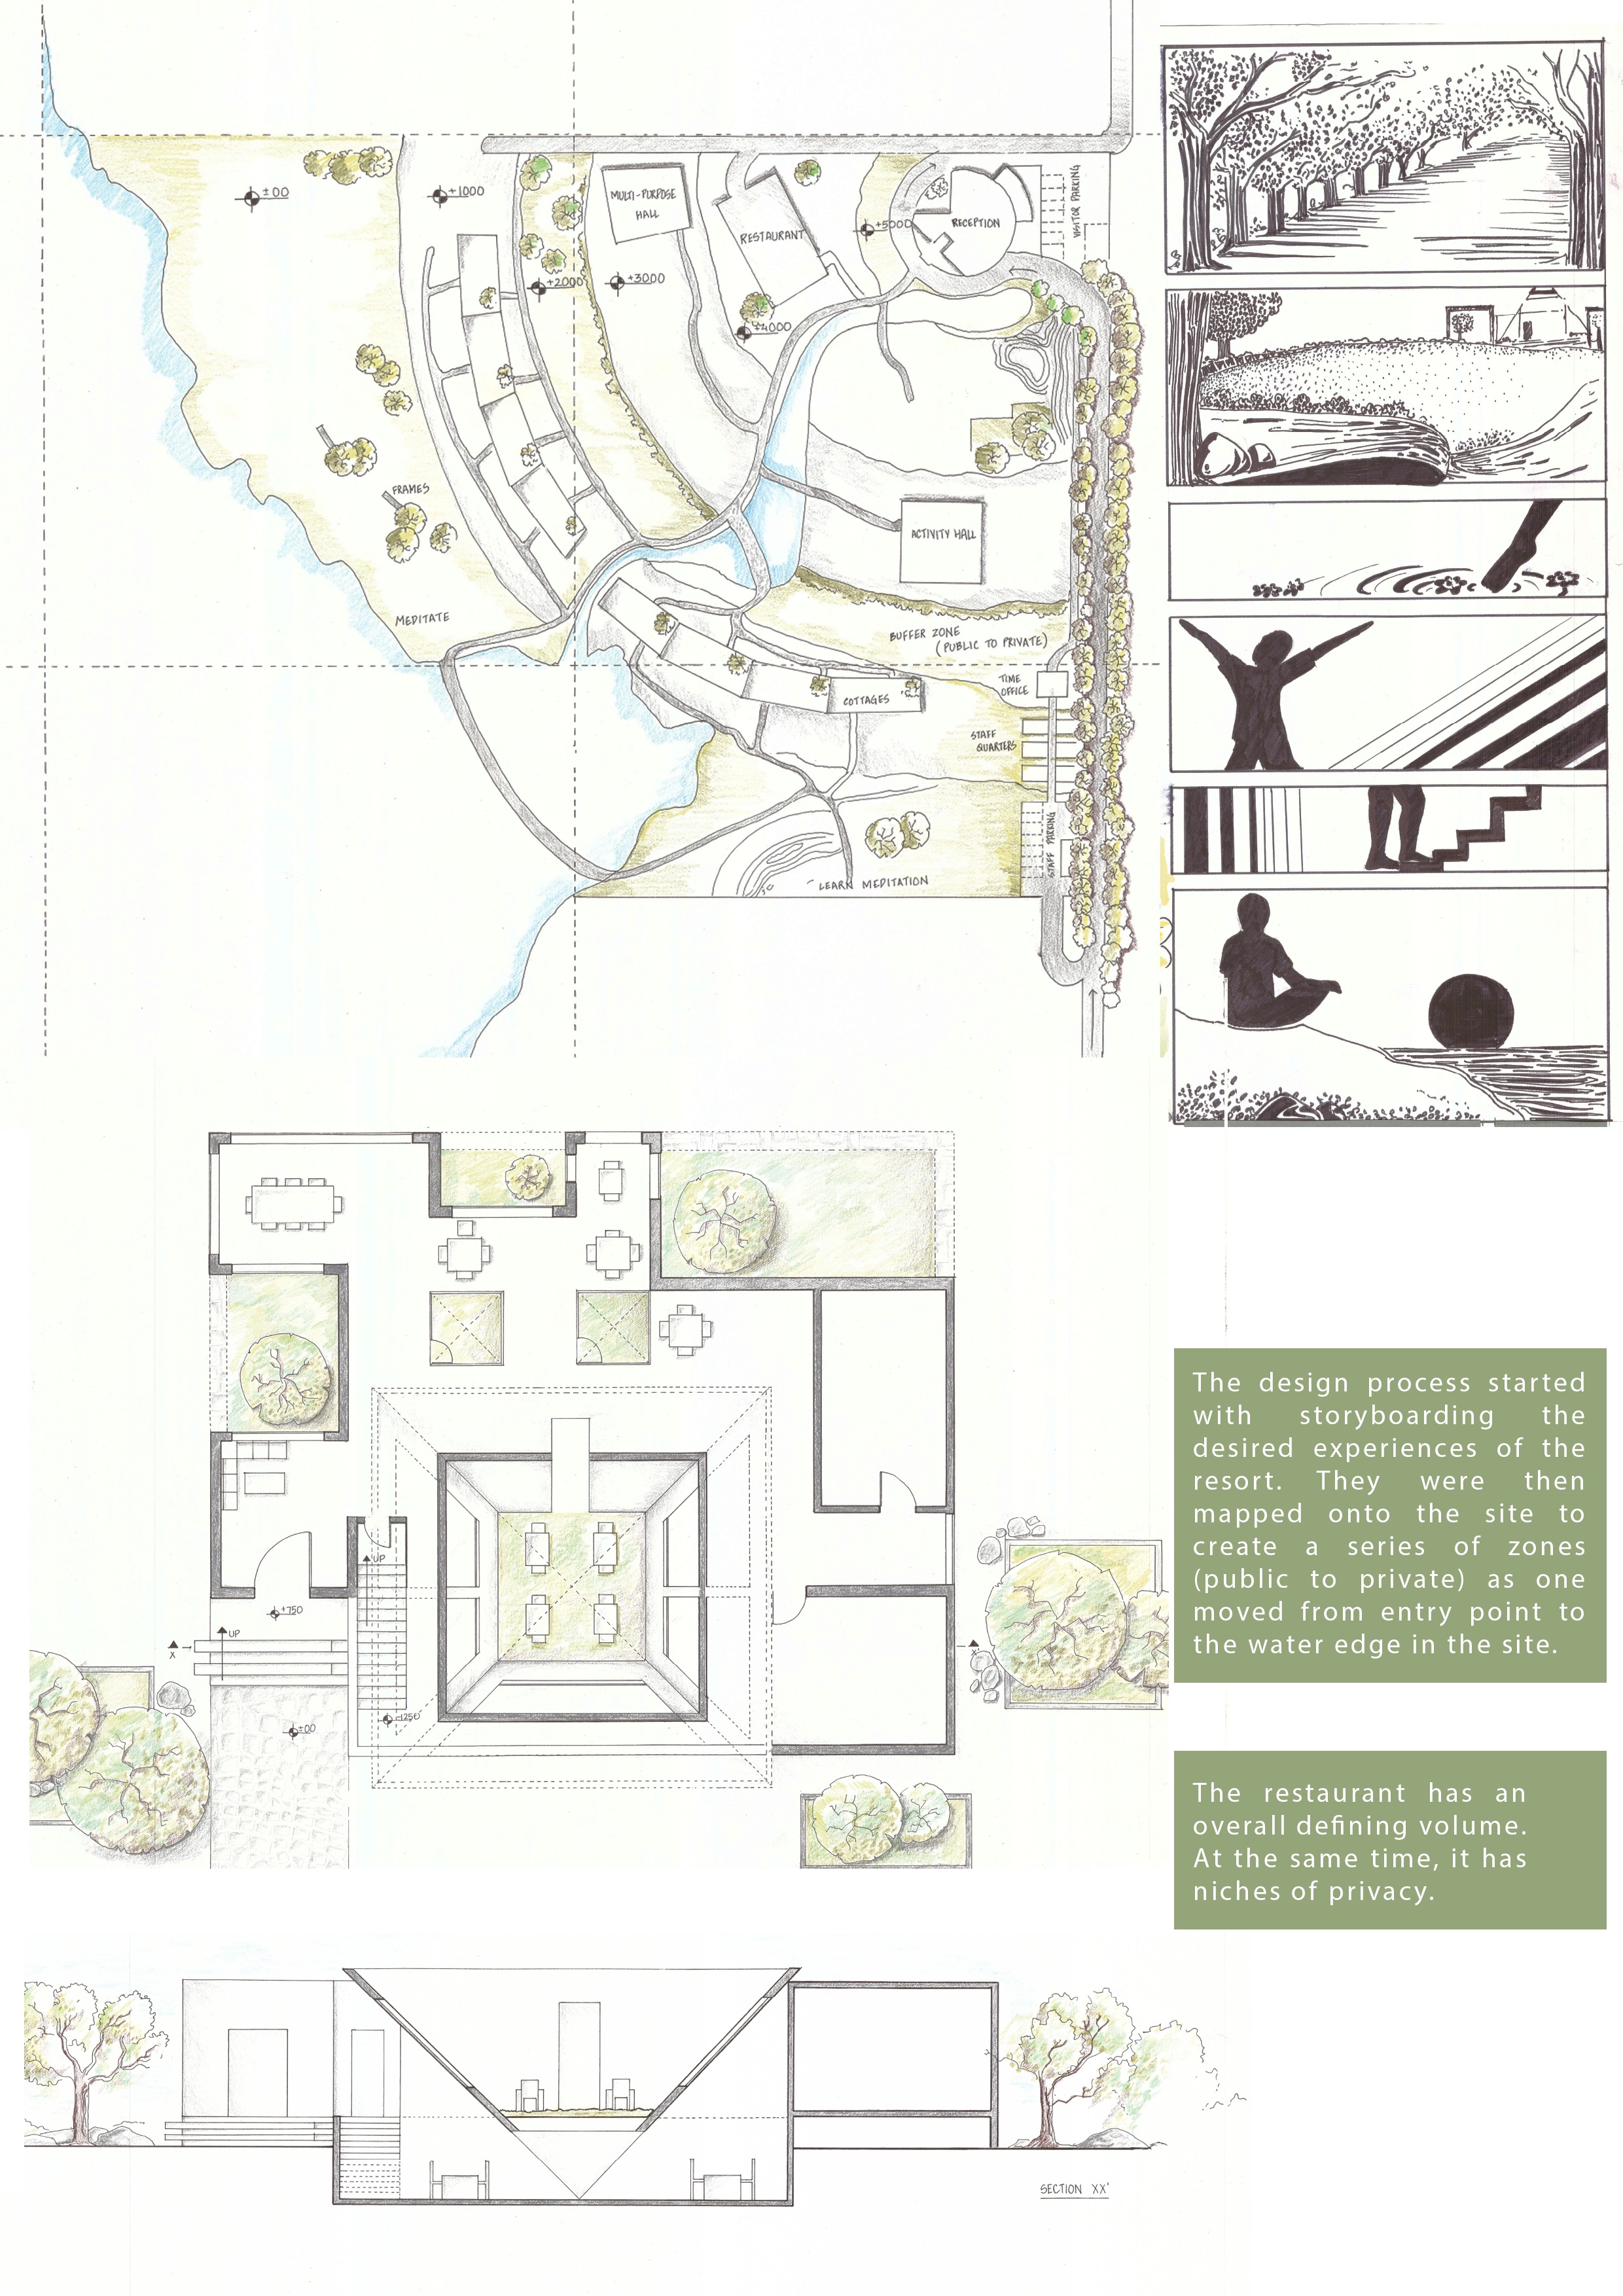 ±00
+1000
MULTI-PURPOSE
HALL
RESTAURANT
+5000
RECEPTION
VISITOR PARKING
+2000
+3000
+4000
FRAMES
ACTIVITY HALL
MEDITATE
BUFFER ZONE
(PUBLIC TO PRIVATE)
TIME
OFFICE
COTTAGES
STAFF
QUARTERS
STAFF PARKING
LEARN MEDITATION
UP
+750
UP
X
X'
±00
-1250
The design process started
with storyboarding the
desired experiences of the
resort. They were then
mapped onto the site to
create a series of zones
(public to private) as one
moved from entry point to
the water edge in the site.
The restaurant has an
overall defining volume.
At the same time, it has
niches of privacy.
SECTION XX'